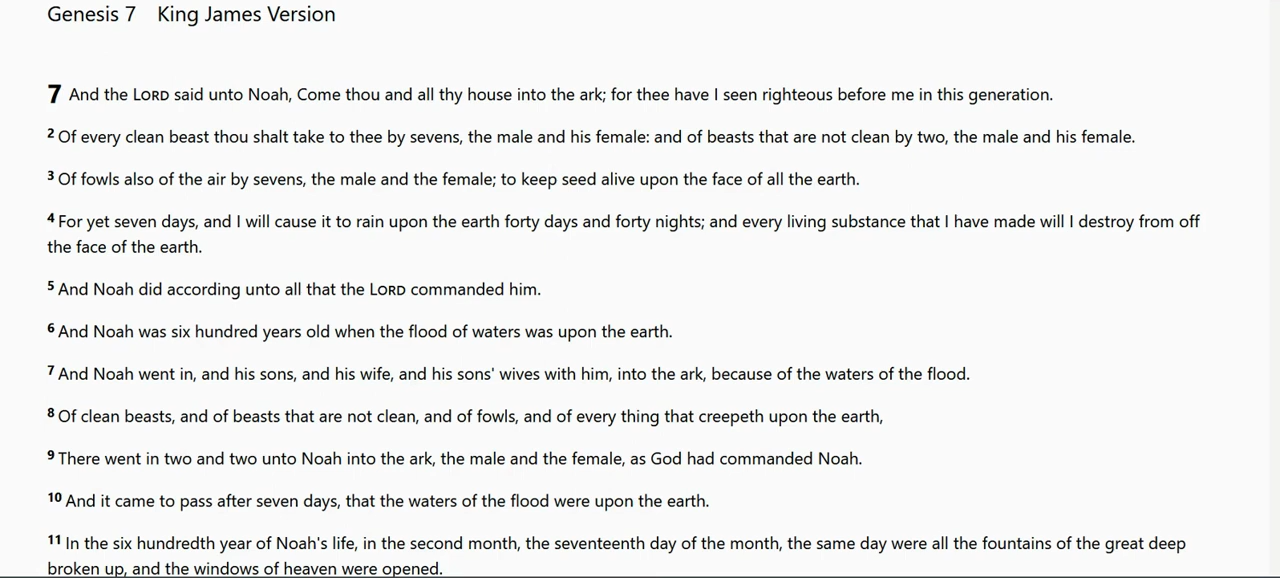 Genesis 7 King James Version
7 And the LORD said unto Noah, Come thou and all thy house into the ark; for thee have I seen righteous before me in this generation.
2 Of every clean beast thou shalt take to thee by sevens, the male and his female: and of beasts that are not clean by two, the male and his female.
3 Of fowls also of the air by sevens, the male and the female; to keep seed alive upon the face of all the earth.
4 For yet seven days, and I will cause it to rain upon the earth forty days and forty nights; and every living substance that I have made will I destroy from off
the face of the earth.
5 And Noah did according unto all that the LORD commanded him.
6 And Noah was six hundred years old when the flood of waters was upon the earth.
7 And Noah went in, and his sons, and his wife, and his sons' wives with him, into the ark, because of the waters of the flood.
8 Of clean beasts, and of beasts that are not clean, and of fowls, and of every thing that creepeth upon the earth,
9 There went in two and two unto Noah into the ark, the male and the female, as God had commanded Noah.
10 And it came to pass after seven days, that the waters of the flood were upon the earth.
11 In the six hundredth year of Noah's life, in the second month, the seventeenth day of the month, the same day were all the fountains of the great deep
broken up, and the windows of heaven were opened.